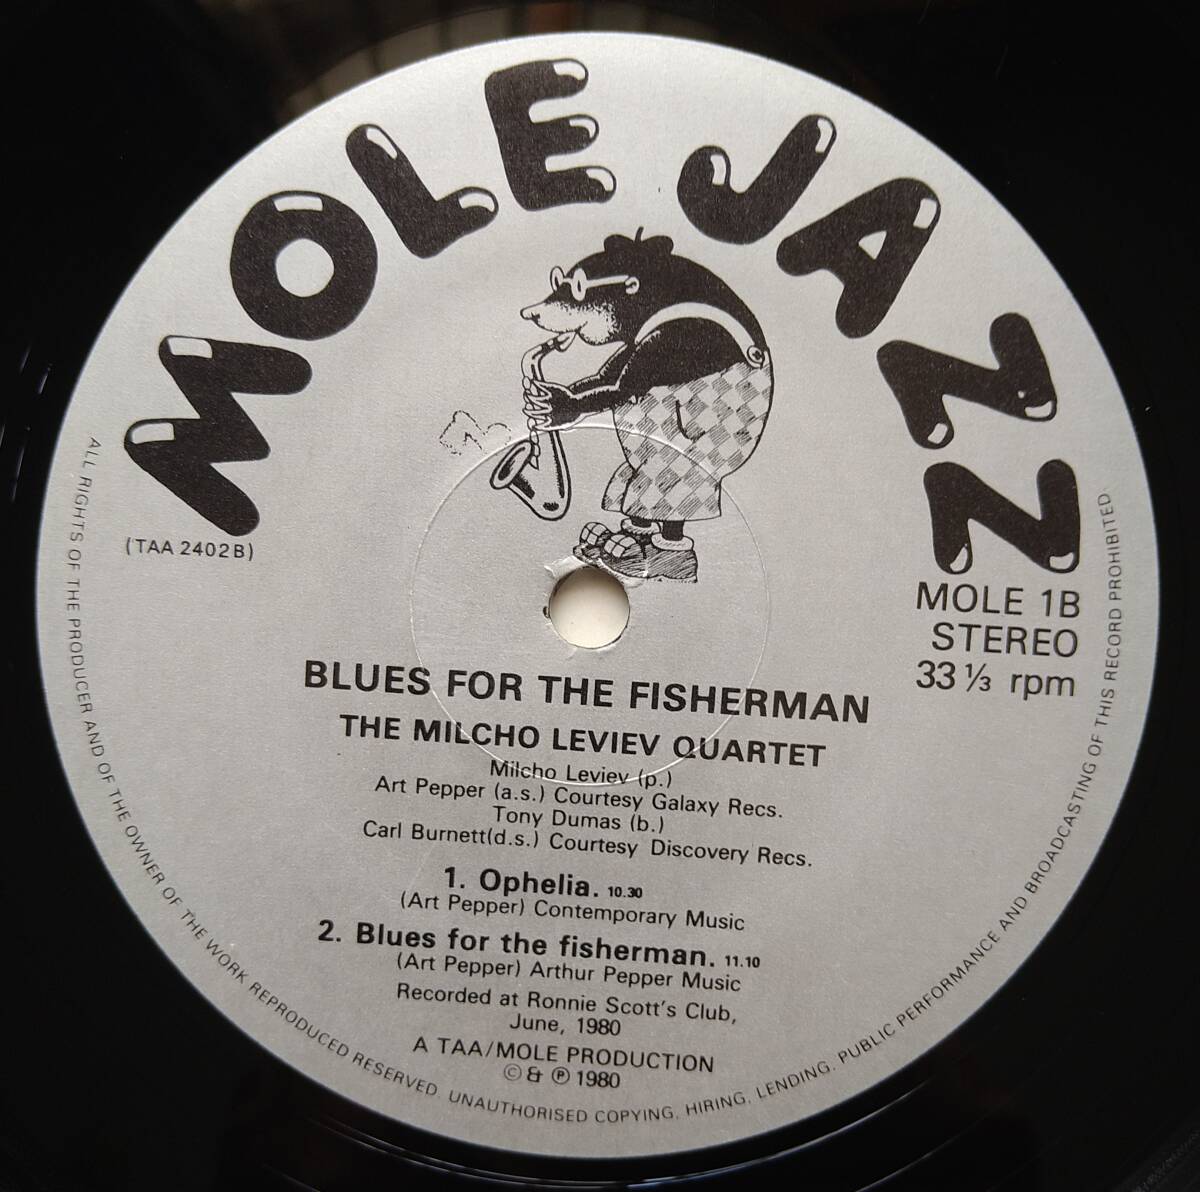 MOLE JAZZ
(TAA 2402B)
MOLE 1B
STEREO
33 ⅓ rpm
BLUES FOR THE FISHERMAN
THE MILCHO LEVIEV QUARTET
Milcho Leviev (p.)
Art Pepper (a.s.) Courtesy Galaxy Recs.
Tony Dumas (b.)
Carl Burnett(d.s.) Courtesy Discovery Recs.
1. Ophelia. 10.30
(Art Pepper) Contemporary Music
2. Blues for the fisherman. 11.10
(Art Pepper) Arthur Pepper Music
Recorded at Ronnie Scott's Club,
June, 1980
A TAA/MOLE PRODUCTION
© & ℗ 1980
ALL RIGHTS OF THE PRODUCER AND OF THE OWNER OF THE WORK REPRODUCED RESERVED. UNAUTHORISED COPYING, HIRING, LENDING, PUBLIC PERFORMANCE AND BROADCASTING OF THIS RECORD PROHIBITED.